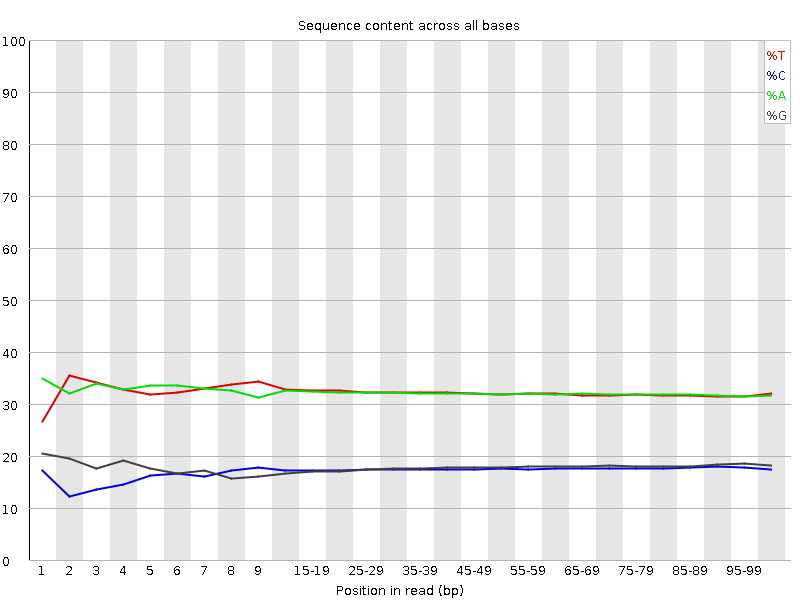 Sequence content across all bases
100
90
80
70
60
50
40
30
20
10
0
%T
%C
%A
%G
1 2 3 4 5 6 7 8 9 15-19 25-29 35-39 45-49 55-59 65-69 75-79 85-89 95-99
Position in read (bp)